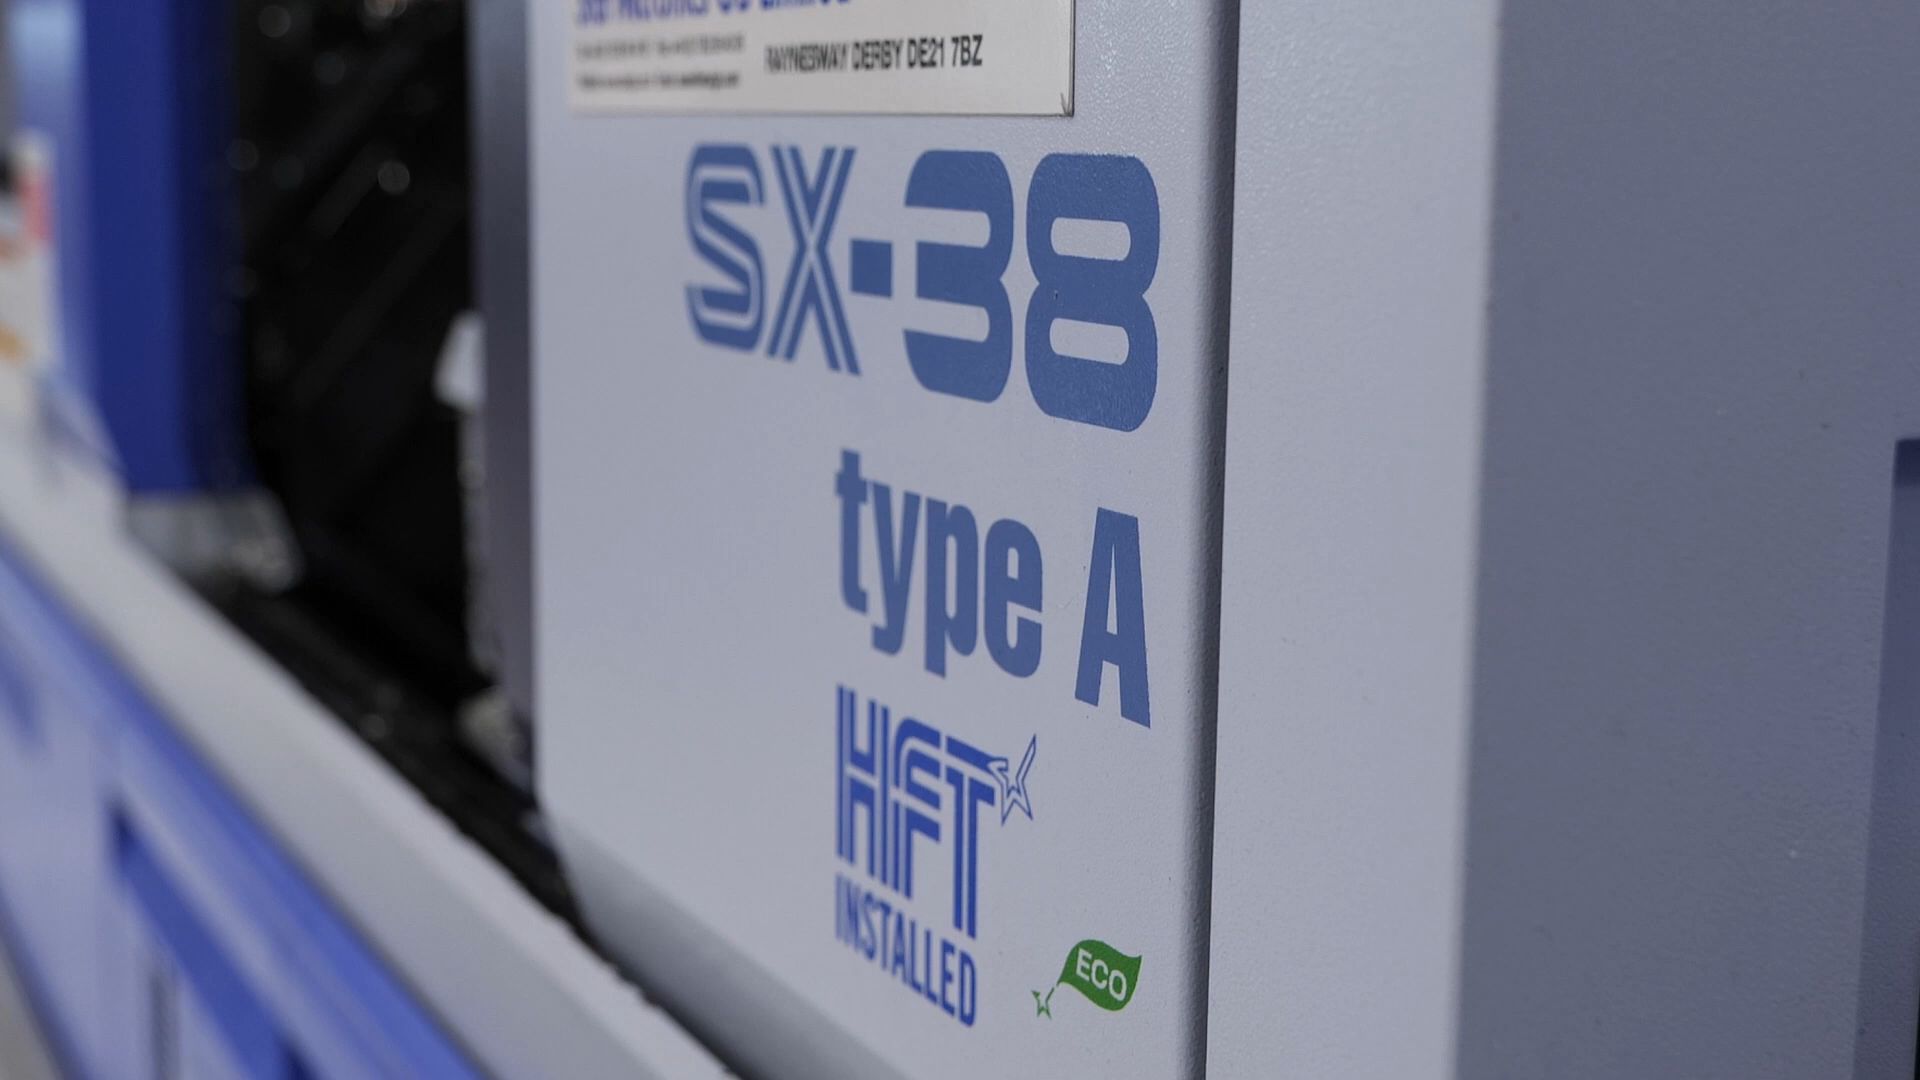 RAYNESWAY DERBY DE21 7BZ
SX-38
type A
HFT
INSTALLED
ECO